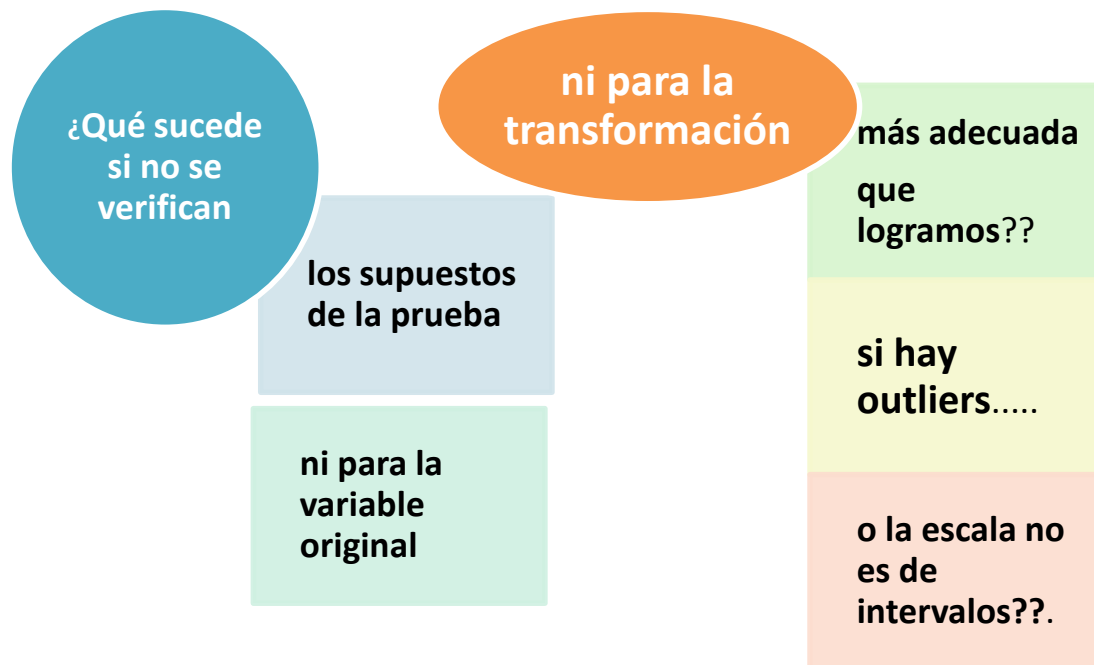 ¿Qué sucede
si no se
verifican
los supuestos
de la prueba
ni para la
variable
original
ni para la
transformación
más adecuada
que
logramos??
si hay
outliers.....
o la escala no
es de
intervalos??.